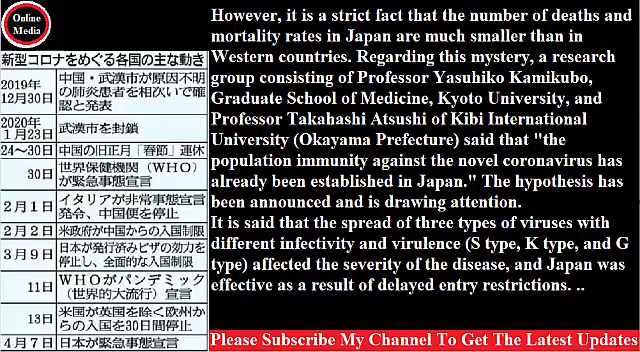 Online
Media
新型コロナをめぐる各国の主な動き
2019年
12月30日
中国・武漢市が原因不明
の肺炎患者を相次いで確
認と発表
2020年
1月23日
武漢市を封鎖
24〜30日
中国の旧正月「春節」連休
30日
世界保健機関(WHO)
が緊急事態宣言
2月1日
イタリアが非常事態宣言
発令、中国便を停止
2月2日
米政府が中国からの入国制限
3月9日
日本が発行済みビザの効力を
停止し、全面的な入国制限
11日
WHOがパンデミック
(世界的大流行)宣言
13日
米国が英国を除く欧州か
らの入国を30日間停止
4月7日
日本が緊急事態宣言
However, it is a strict fact that the number of deaths and
mortality rates in Japan are much smaller than in
Western countries. Regarding this mystery, a research
group consisting of Professor Yasuhiko Kamikubo,
Graduate School of Medicine, Kyoto University, and
Professor Takahashi Atsushi of Kibi International
University (Okayama Prefecture) said that "the
population immunity against the novel coronavirus has
already been established in Japan." The hypothesis has
been announced and is drawing attention.
It is said that the spread of three types of viruses with
different infectivity and virulence (S type, K type, and G
type) affected the severity of the disease, and Japan was
effective as a result of delayed entry restrictions. ..
Please Subscribe My Channel To Get The Latest Updates